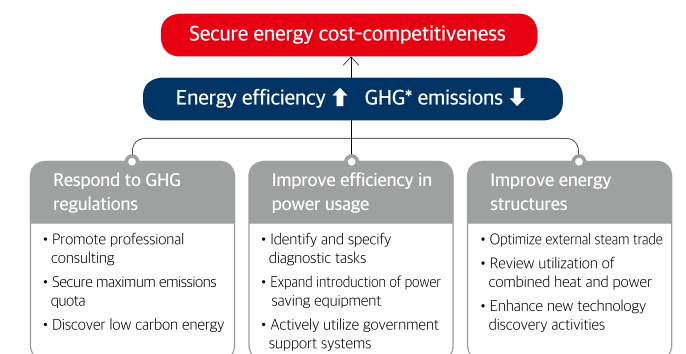 Secure energy cost-competitiveness
Energy efficiency ⬆ GHG* emissions ⬇
Respond to GHG
regulations
• Promote professional
consulting
• Secure maximum emissions
quota
• Discover low carbon energy
Improve efficiency in
power usage
• Identify and specify
diagnostic tasks
• Expand introduction of power
saving equipment
• Actively utilize government
support systems
Improve energy
structures
• Optimize external steam trade
• Review utilization of
combined heat and power
• Enhance new technology
discovery activities